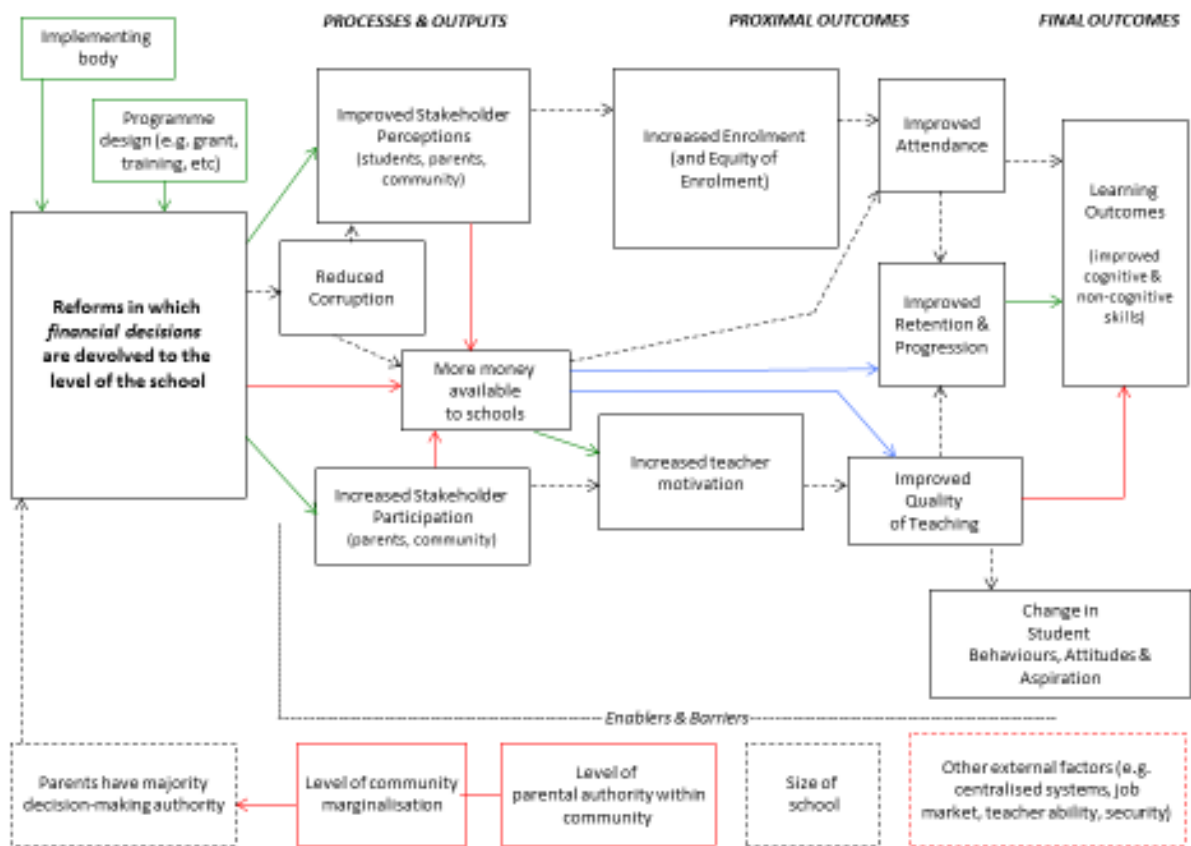 PROCESSES & OUTPUTS
PROXIMAL OUTCOMES
FINAL OUTCOMES
Implementing
body
Programme
design (e.g. grant,
training, etc)
Improved Stakeholder
Perceptions
(students, parents,
community)
Increased Enrolment
(and Equity of
Enrolment)
Improved
Attendance
Learning
Outcomes
(improved
cognitive &
non-cognitive
skills)
Reforms in which
financial decisions
are devolved to the
level of the school
Reduced
Corruption
Improved
Retention &
Progression
More money
available
to schools
Increased Stakeholder
Participation
(parents, community)
Increased teacher
motivation
Improved
Quality
of Teaching
Change in
Student
Behaviours, Attitudes &
Aspiration
Enablers & Barriers
Parents have majority
decision-making authority
Level of community
marginalisation
Level of
parental authority within
community
Size of
school
Other external factors (e.g.
centralised systems, job
market, teacher ability, security)